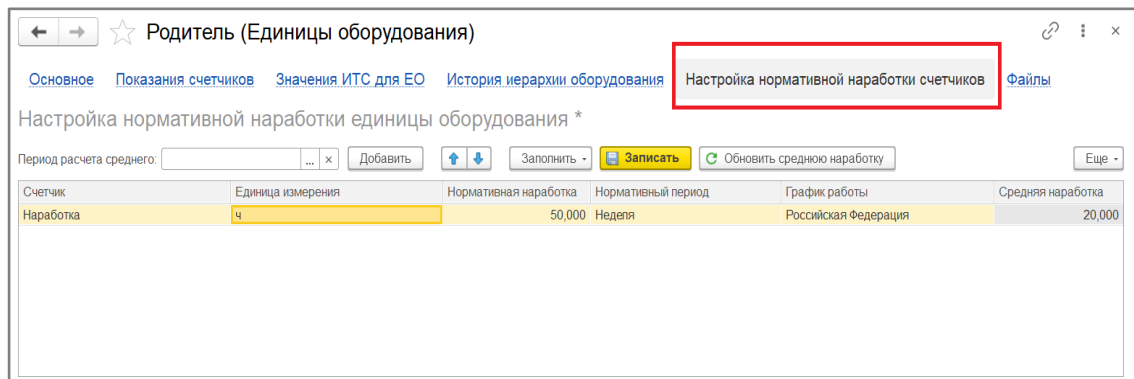 Родитель (Единицы оборудования)
Основное Показания счетчиков Значения ИТС для ЕО История иерархии оборудования Настройка нормативной наработки счетчиков Файлы
Настройка нормативной наработки единицы оборудования *
Период расчета среднего: ... × Добавить Заполнить Записать Обновить среднюю наработку Еще
Счетчик Единица измерения Нормативная наработка Нормативный период График работы Средняя наработка
Наработка ч 50,000 Неделя Российская Федерация 20,000